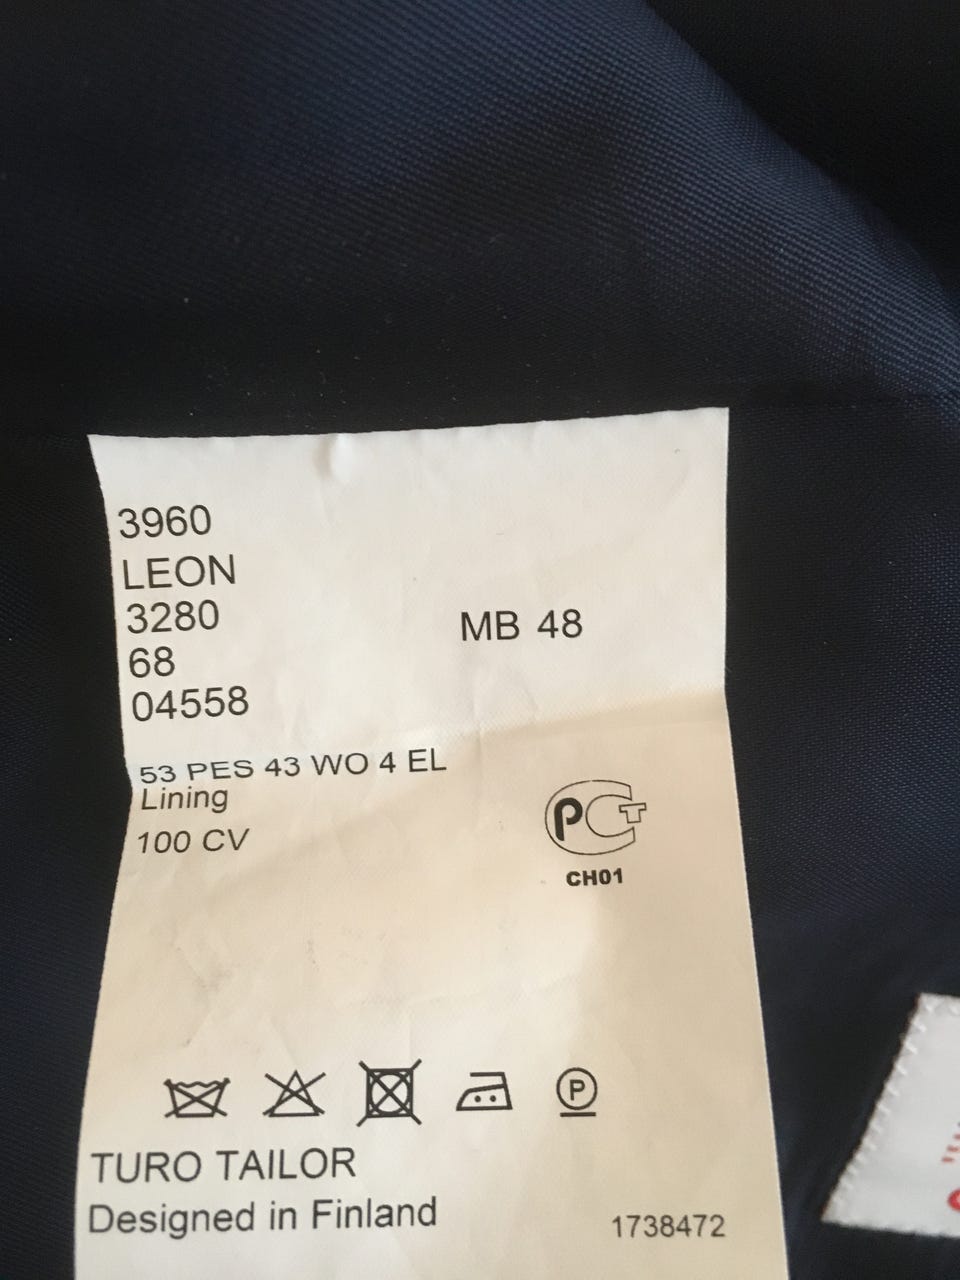 3960
LEON
3280
MB 48
68
04558
53 PES 43 WO 4 EL
Lining
100 CV
PCT
CH01
P
TURO TAILOR
Designed in Finland
1738472